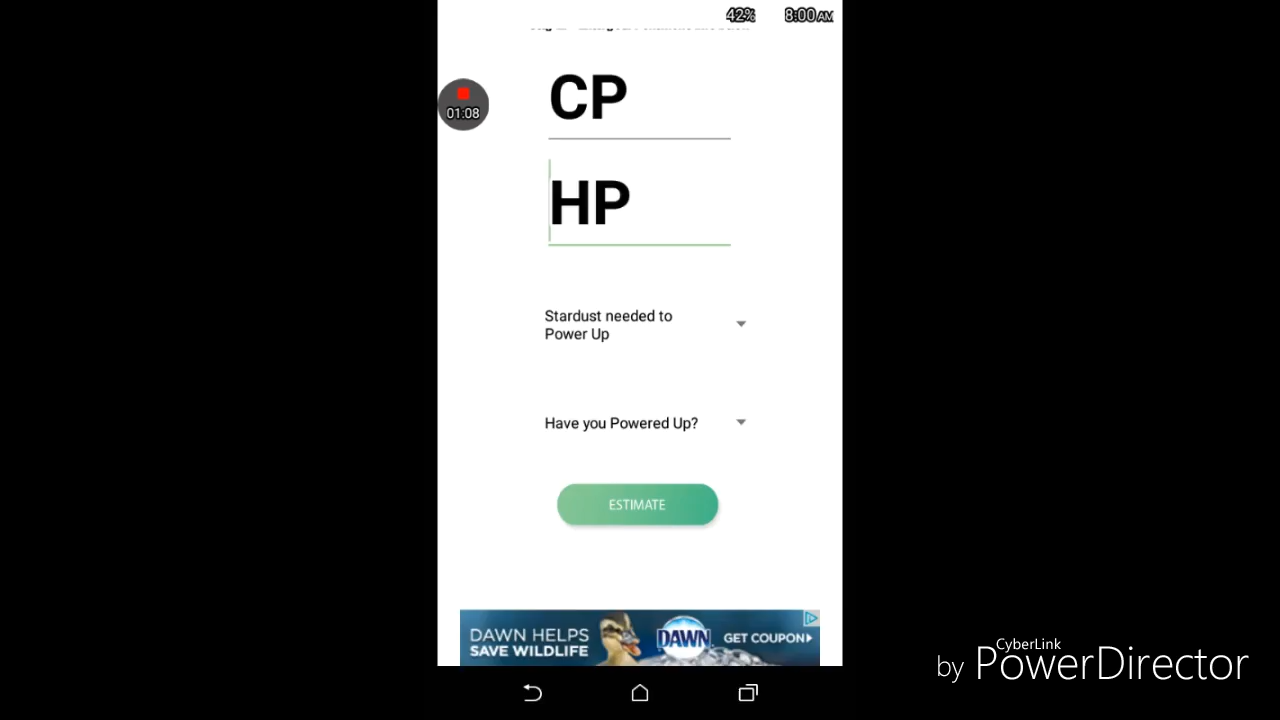 42% 8:00 AM
CP
01:08
HP
Stardust needed to
Power Up
Have you Powered Up?
ESTIMATE
DAWN HELPS
SAVE WILDLIFE
DAWN
GET COUPON
CyberLink
by PowerDirector